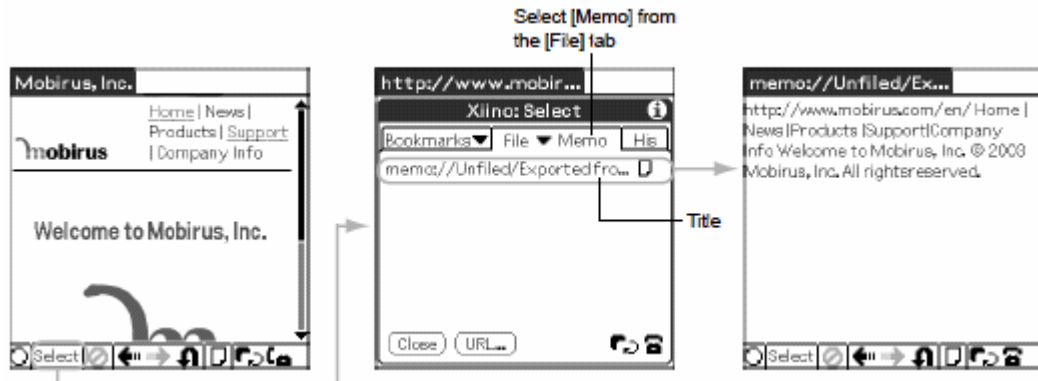 Select [Memo] from
the [File] tab
Mobirus, Inc.
Home | News |
Products | Support
| Company Info
mobirus
Welcome to Mobirus, Inc.
Select
http://www.mobir...
Xiino: Select
Bookmarks File Memo His
memo://Unfiled/Exported fro...
Title
Close URL...
memo://Unfiled/Ex...
http://www.mobirus.com/en/ Home |
News |Products |Support|Company
Info Welcome to Mobirus, Inc. © 2003
Mobirus, Inc. All rightsreserved.
Select